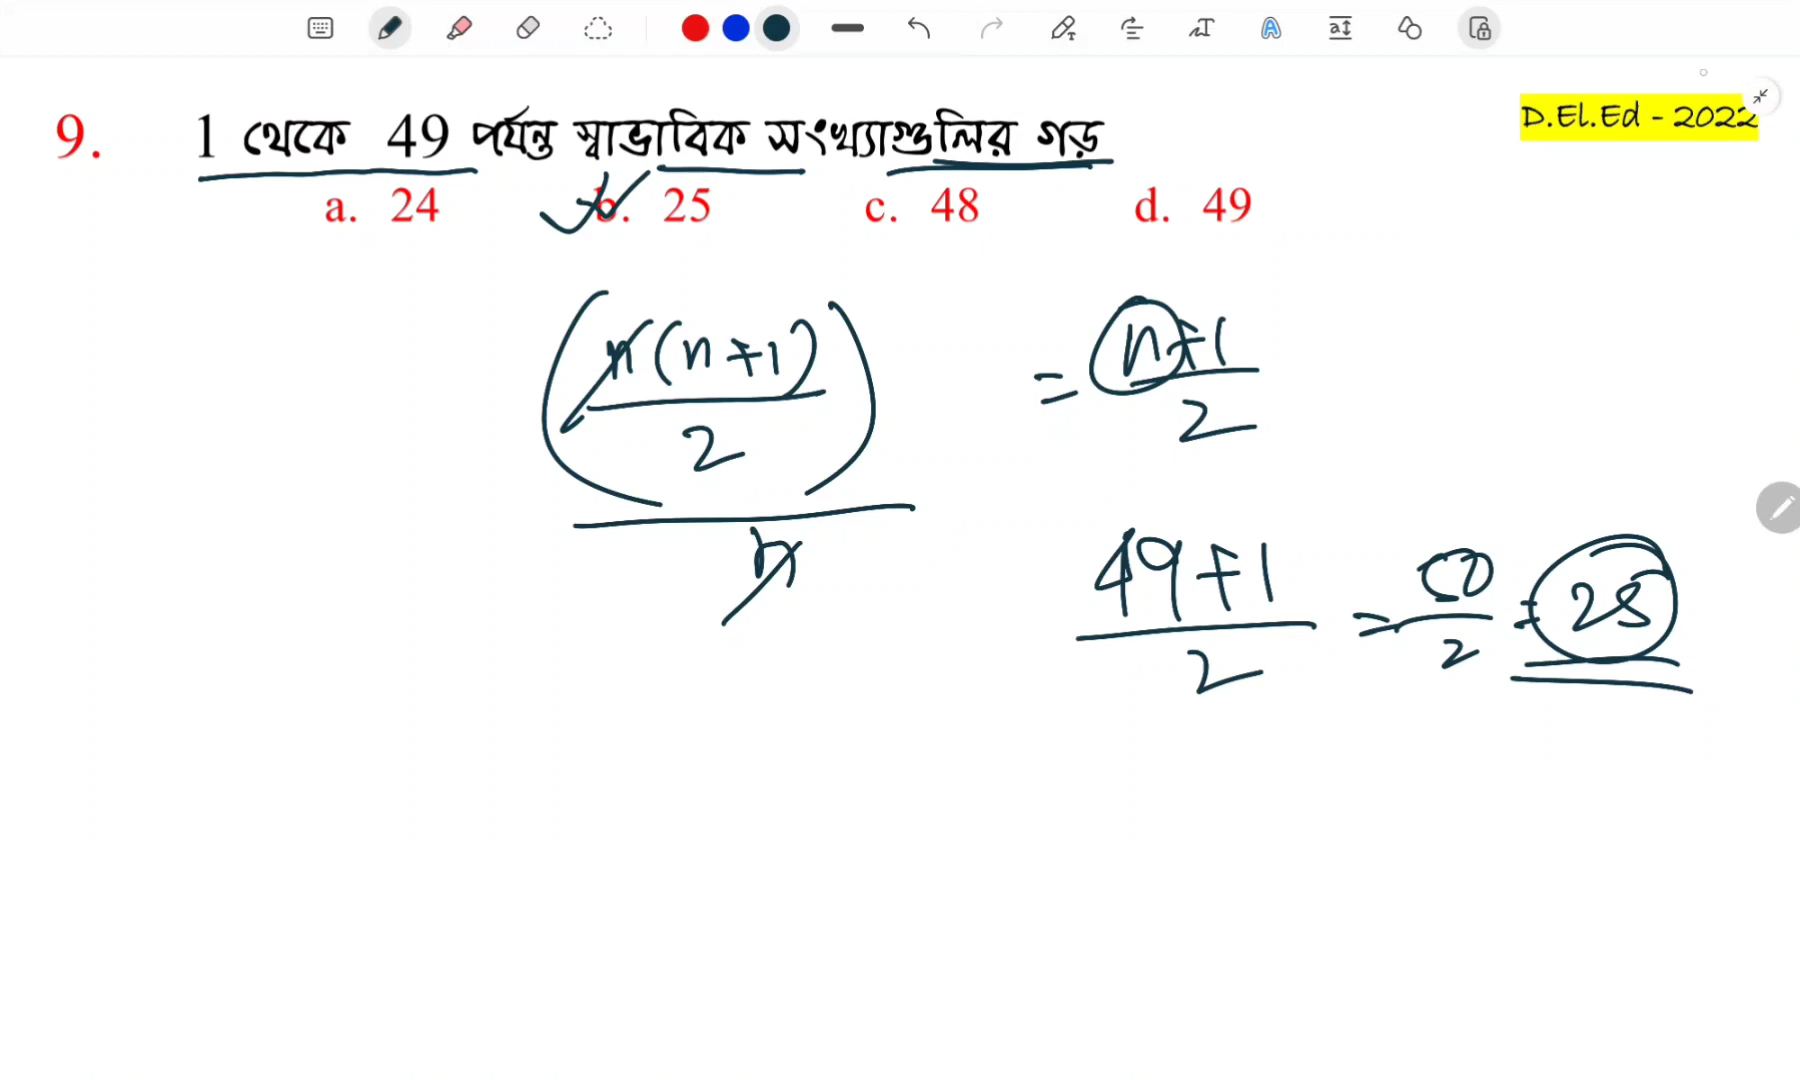 D.El.Ed - 2022
9. 1 থেকে 49 পর্যন্ত স্বাভাবিক সংখ্যাগুলির গড়
a. 24 b. 25 c. 48 d. 49
(n(n+1)/2)/n = n+1/2
49+1/2 = 50/2 = 25